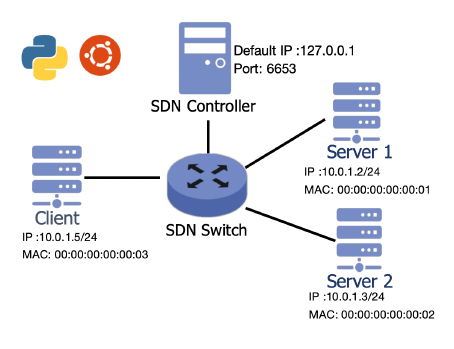 Default IP :127.0.0.1
Port: 6653
SDN Controller
Server 1
IP :10.0.1.2/24
MAC: 00:00:00:00:00:01
Client
IP :10.0.1.5/24
MAC: 00:00:00:00:00:03
SDN Switch
Server 2
IP :10.0.1.3/24
MAC: 00:00:00:00:00:02